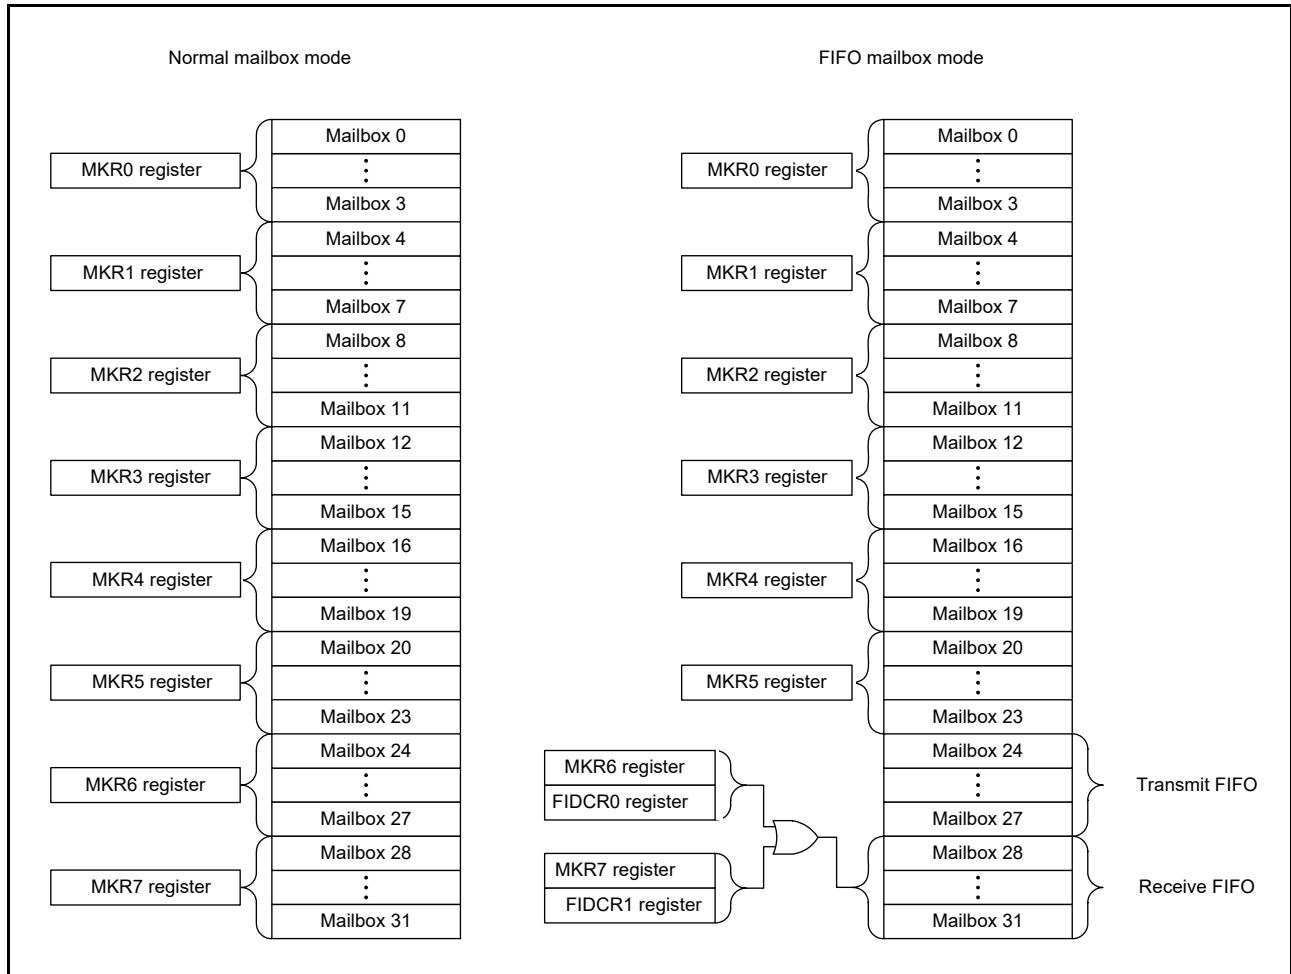 Normal mailbox mode
FIFO mailbox mode
MKR0 register
Mailbox 0
Mailbox 3
MKR1 register
Mailbox 4
Mailbox 7
MKR2 register
Mailbox 8
Mailbox 11
MKR3 register
Mailbox 12
Mailbox 15
MKR4 register
Mailbox 16
Mailbox 19
MKR5 register
Mailbox 20
Mailbox 23
MKR6 register
Mailbox 24
Mailbox 27
MKR7 register
Mailbox 28
Mailbox 31
MKR0 register
Mailbox 0
Mailbox 3
MKR1 register
Mailbox 4
Mailbox 7
MKR2 register
Mailbox 8
Mailbox 11
MKR3 register
Mailbox 12
Mailbox 15
MKR4 register
Mailbox 16
Mailbox 19
MKR5 register
Mailbox 20
Mailbox 23
MKR6 register
FIDCR0 register
Mailbox 24
Mailbox 27
Transmit FIFO
MKR7 register
FIDCR1 register
Mailbox 28
Mailbox 31
Receive FIFO